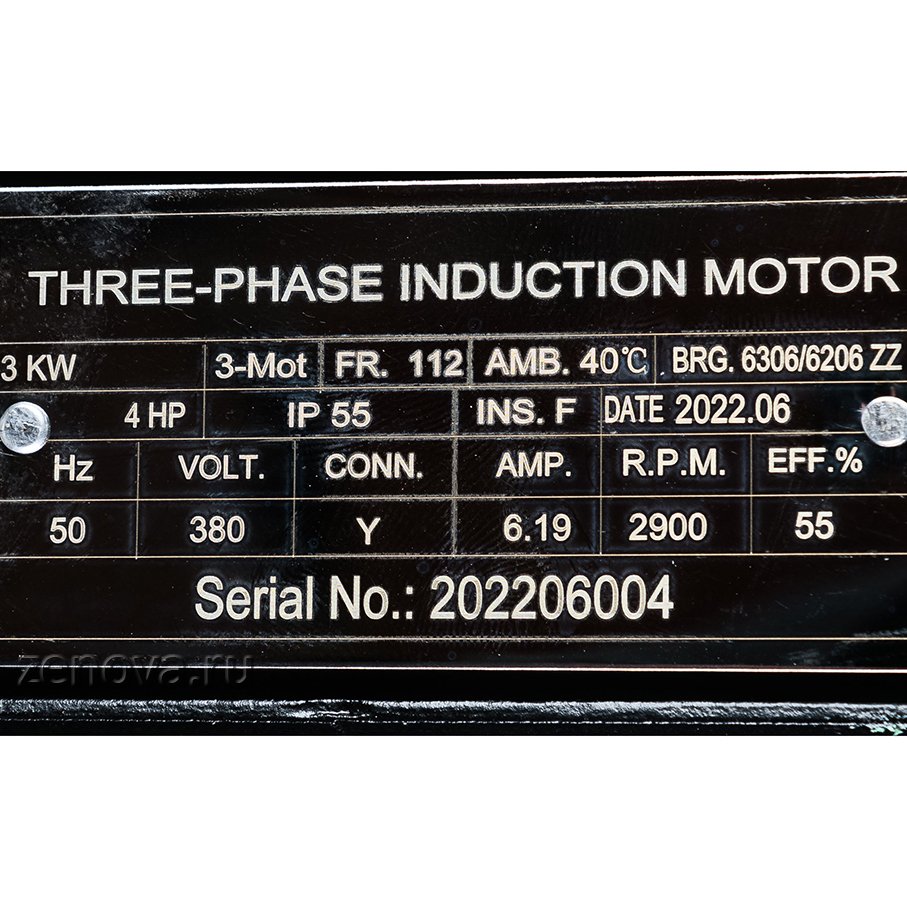 THREE-PHASE INDUCTION MOTOR
3 KW 3-Mot FR. 112 AMB. 40℃ BRG. 6306/6206 ZZ
4 HP IP 55 INS. F DATE 2022.06
Hz VOLT. CONN. AMP. R.P.M. EFF.%
50 380 Y 6.19 2900 55
Serial No.: 202206004
zenova.ru